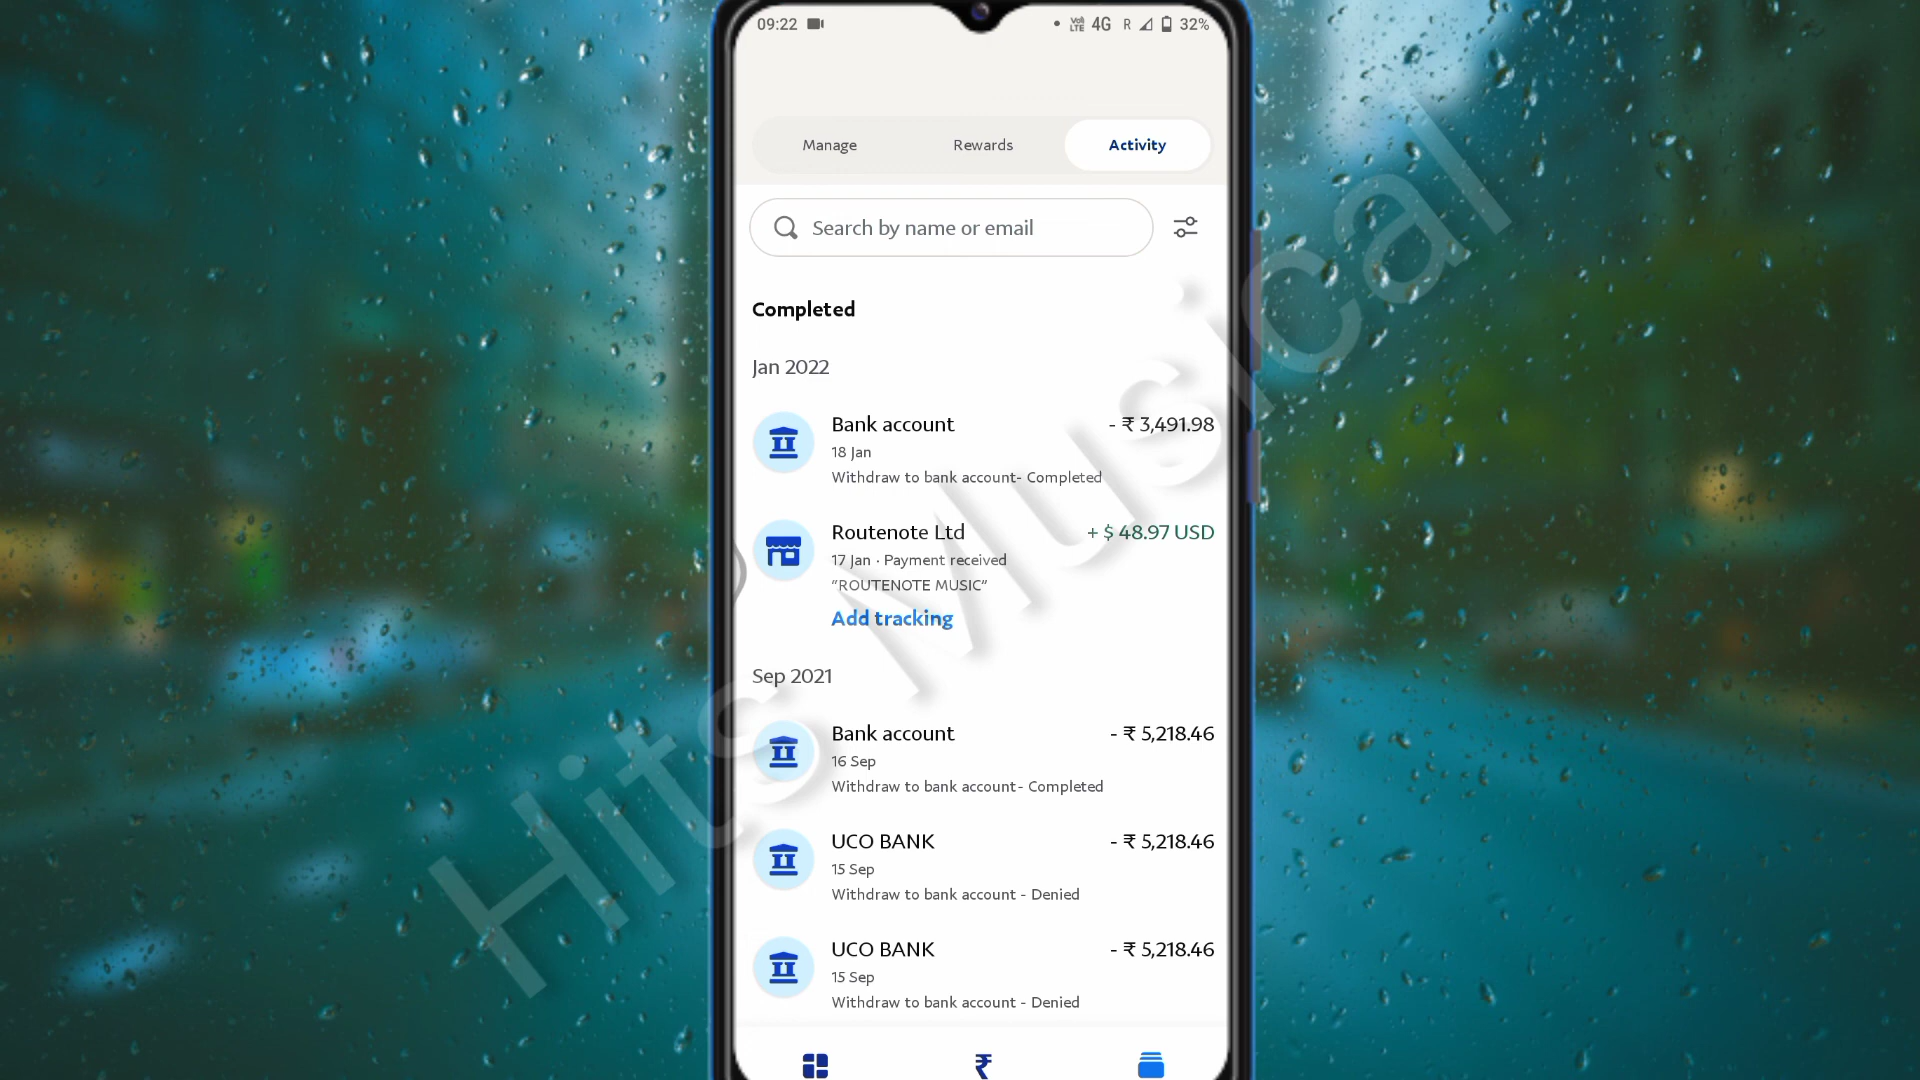 09:22
VoLTE 4G R 32%
Manage Rewards Activity
Search by name or email
Completed
Jan 2022
Bank account - ₹ 3,491.98
18 Jan
Withdraw to bank account- Completed
Routenote Ltd + $ 48.97 USD
17 Jan · Payment received
"ROUTENOTE MUSIC"
Add tracking
Sep 2021
Bank account - ₹ 5,218.46
16 Sep
Withdraw to bank account- Completed
UCO BANK - ₹ 5,218.46
15 Sep
Withdraw to bank account - Denied
UCO BANK - ₹ 5,218.46
15 Sep
Withdraw to bank account - Denied
₹
Hits Musical